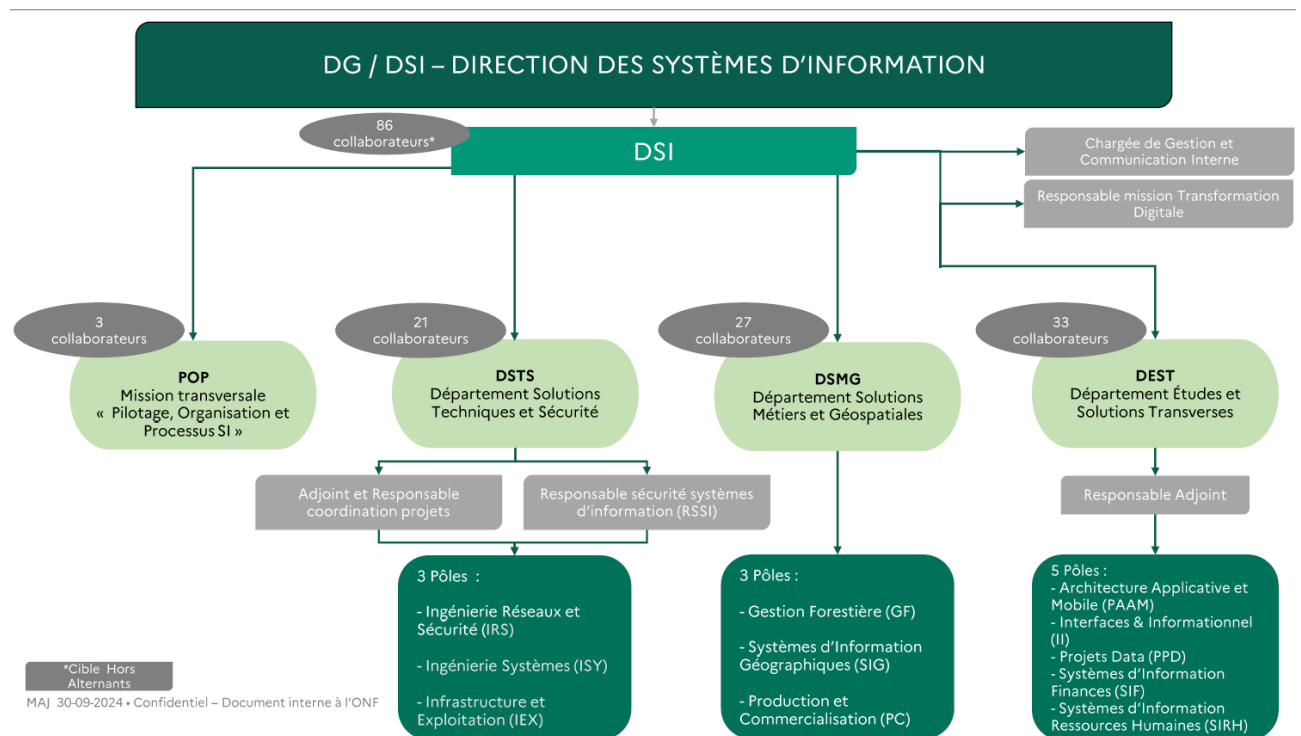 DG / DSI – DIRECTION DES SYSTÈMES D'INFORMATION
86
collaborateurs*
DSI
Chargée de Gestion et
Communication Interne
Responsable mission Transformation
Digitale
3
collaborateurs
POP
Mission transversale
« Pilotage, Organisation et
Processus SI »
21
collaborateurs
DSTS
Département Solutions
Techniques et Sécurité
27
collaborateurs
DSMG
Département Solutions
Métiers et Géospatiales
33
collaborateurs
DEST
Département Études et
Solutions Transverses
Adjoint et Responsable
coordination projets
Responsable sécurité systèmes
d'information (RSSI)
Responsable Adjoint
3 Pôles :
- Ingénierie Réseaux et
Sécurité (IRS)
- Ingénierie Systèmes (ISY)
- Infrastructure et
Exploitation (IEX)
3 Pôles :
- Gestion Forestière (GF)
- Systèmes d'Information
Géographiques (SIG)
- Production et
Commercialisation (PC)
5 Pôles :
- Architecture Applicative et
Mobile (PAAM)
- Interfaces & Informationnel
(II)
- Projets Data (PPD)
- Systèmes d'Information
Finances (SIF)
- Systèmes d'Information
Ressources Humaines (SIRH)
*Cible Hors
Alternants
MAJ 30-09-2024 • Confidentiel – Document interne à l'ONF